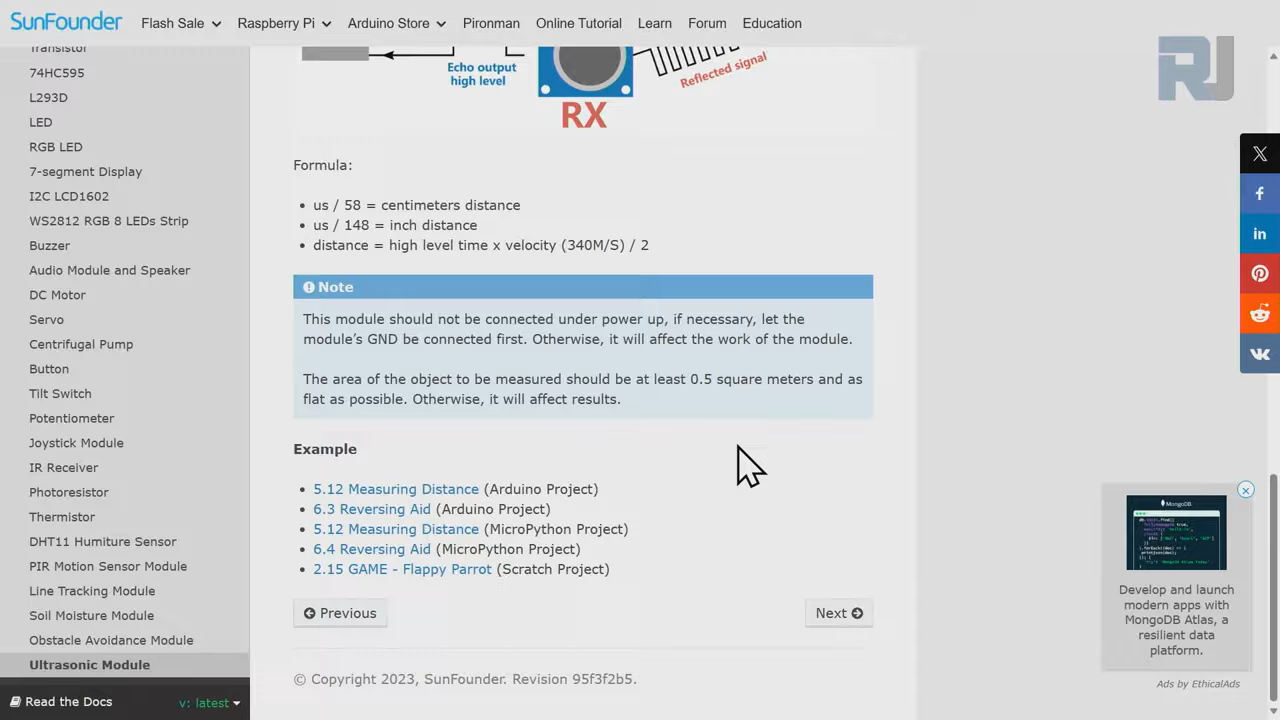 SunFounder
Flash Sale
Raspberry Pi
Arduino Store
Pironman
Online Tutorial
Learn
Forum
Education
Transistor
74HC595
L293D
LED
RGB LED
7-segment Display
I2C LCD1602
WS2812 RGB 8 LEDs Strip
Buzzer
Audio Module and Speaker
DC Motor
Servo
Centrifugal Pump
Button
Tilt Switch
Potentiometer
Joystick Module
IR Receiver
Photoresistor
Thermistor
DHT11 Humiture Sensor
PIR Motion Sensor Module
Line Tracking Module
Soil Moisture Module
Obstacle Avoidance Module
Ultrasonic Module
Read the Docs
v: latest
Echo output
high level
Reflected signal
RX
Formula:
• us / 58 = centimeters distance
• us / 148 = inch distance
• distance = high level time x velocity (340M/S) / 2
Note
This module should not be connected under power up, if necessary, let the
module’s GND be connected first. Otherwise, it will affect the work of the module.
The area of the object to be measured should be at least 0.5 square meters and as
flat as possible. Otherwise, it will affect results.
Example
• 5.12 Measuring Distance (Arduino Project)
• 6.3 Reversing Aid (Arduino Project)
• 5.12 Measuring Distance (MicroPython Project)
• 6.4 Reversing Aid (MicroPython Project)
• 2.15 GAME - Flappy Parrot (Scratch Project)
Previous
Next
© Copyright 2023, SunFounder. Revision 95f3f2b5.
RJ
MongoDB
Develop and launch
modern apps with
MongoDB Atlas, a
resilient data
platform.
Ads by EthicalAds